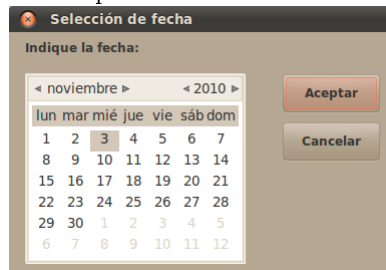 Selección de fecha
Indique la fecha:
◂ noviembre ▸ ◂ 2010 ▸
lun mar mié jue vie sáb dom
1 2 3 4 5 6 7
8 9 10 11 12 13 14
15 16 17 18 19 20 21
22 23 24 25 26 27 28
29 30 1 2 3 4 5
6 7 8 9 10 11 12
Aceptar
Cancelar